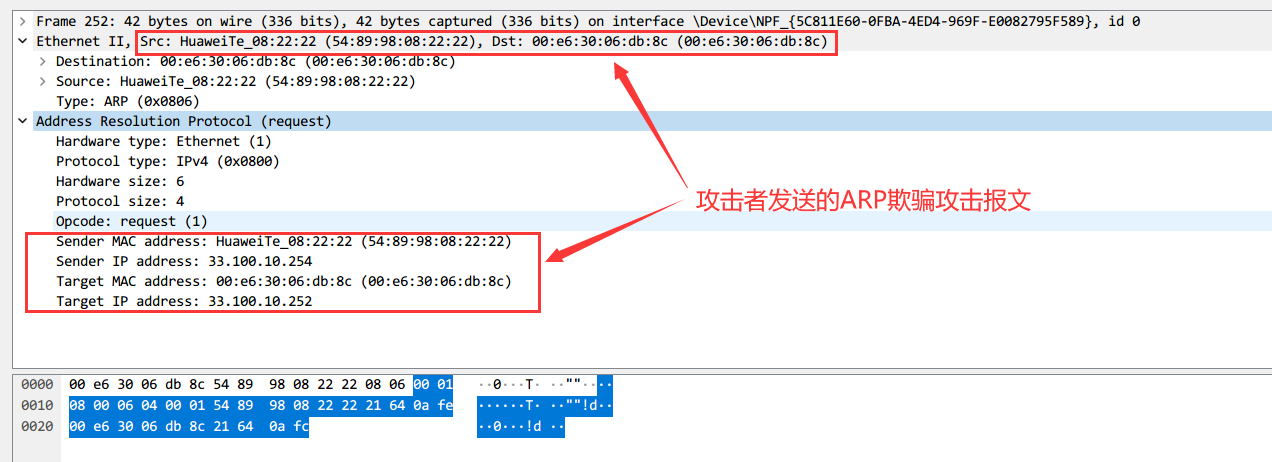 Frame 252: 42 bytes on wire (336 bits), 42 bytes captured (336 bits) on interface \Device\NPF_{5C811E60-0FBA-4ED4-969F-E0082795F589}, id 0
Ethernet II, Src: HuaweiTe_08:22:22 (54:89:98:08:22:22), Dst: 00:e6:30:06:db:8c (00:e6:30:06:db:8c)
Destination: 00:e6:30:06:db:8c (00:e6:30:06:db:8c)
Source: HuaweiTe_08:22:22 (54:89:98:08:22:22)
Type: ARP (0x0806)
Address Resolution Protocol (request)
Hardware type: Ethernet (1)
Protocol type: IPv4 (0x0800)
Hardware size: 6
Protocol size: 4
攻击者发送的ARP欺骗攻击报文
Opcode: request (1)
Sender MAC address: HuaweiTe_08:22:22 (54:89:98:08:22:22)
Sender IP address: 33.100.10.254
Target MAC address: 00:e6:30:06:db:8c (00:e6:30:06:db:8c)
Target IP address: 33.100.10.252
0000 00 e6 30 06 db 8c 54 89 98 08 22 22 08 06 00 01 ··0···T· ··""····
0010 08 00 06 04 00 01 54 89 98 08 22 22 21 64 0a fe ······T· ··""!d··
0020 00 e6 30 06 db 8c 21 64 0a fc ··0···!d ··